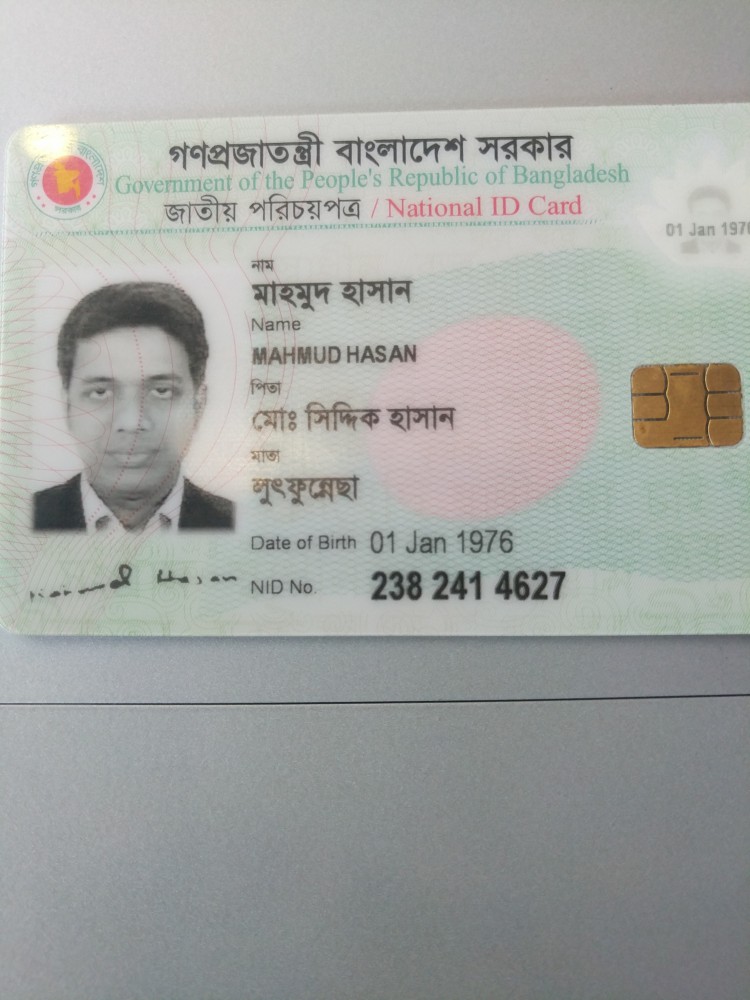 গণপ্রজাতন্ত্রী বাংলাদেশ সরকার
Government of the People's Republic of Bangladesh
জাতীয় পরিচয়পত্র / National ID Card
01 Jan 1976
নাম
মাহমুদ হাসান
Name
MAHMUD HASAN
পিতা
মোঃ সিদ্দিক হাসান
মাতা
লুৎফুন্নেছা
Date of Birth 01 Jan 1976
NID No. 238 241 4627